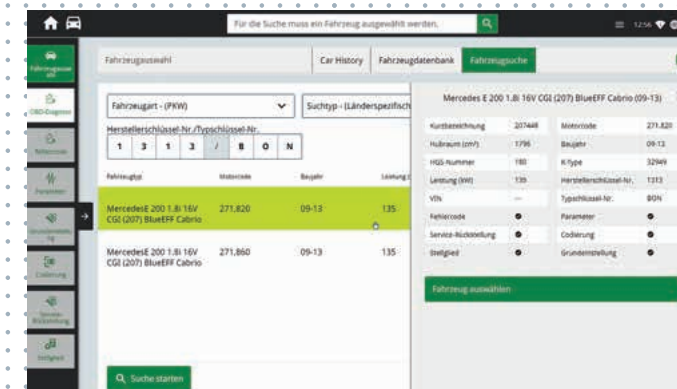 Für die Suche muss ein Fahrzeug ausgewählt werden.
12:56
Fahrzeugauswahl
Car History
Fahrzeugdatenbank
Fahrzeugsuche
OBD-Diagnose
Parameter
Codierung
Stellglied
Fahrzeugart - (PKW)
Suchtyp - (Länderspezifisch
Herstellerschlüssel-Nr./Typschlüssel-Nr.
1 3 1 3 / B 0 N
Fahrzeugtyp Motorcode Baujahr Leistung (
MercedesE 200 1.8i 16V 271,820 09-13 135
CGI (207) BlueEFF Cabrio
MercedesE 200 1.8i 16V 271,860 09-13 135
CGI (207) BlueEFF Cabrio
Suche starten
Mercedes E 200 1.8i 16V CGI (207) BlueEFF Cabrio (09-13)
Kurzbezeichnung 207448 Motorcode 271.820
Hubraum (cm³) 1796 Baujahr 09-13
HGS-Nummer 180 K-Type 32949
Leistung (kW) 135 Herstellerschlüssel-Nr. 1313
VIN --- Typschlüssel-Nr. BON
Fehlercode Parameter
Service-Rückstellung Codierung
Stellglied Grundeinstellung
Fahrzeug auswählen